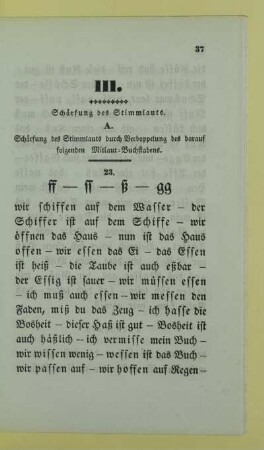 37
III.
Schärfung des Stimmlauts.
A.
Schärfung des Stimmlauts durch Verdoppelung des darauf
folgenden Mitlaut-Buchstabens.
23.
ff — ſſ — ß — gg
wir ſchiffen auf dem Waſſer – der
Schiffer iſt auf dem Schiffe – wir
öffnen das Haus – nun iſt das Haus
offen – wir eſſen das Ei – das Eſſen
iſt heiß – die Taube iſt auch eßbar –
der Eſſig iſt ſauer – wir müſſen eſſen
– ich muß auch eſſen – wir meſſen den
Faden, miß du das Zeug – ich haſſe die
Bosheit – dieſer Haß iſt gut – Bosheit iſt
auch häßlich – ich vermiſſe mein Buch –
wir wiſſen wenig – weſſen iſt das Buch –
wir paſſen auf – wir hoffen auf Regen –